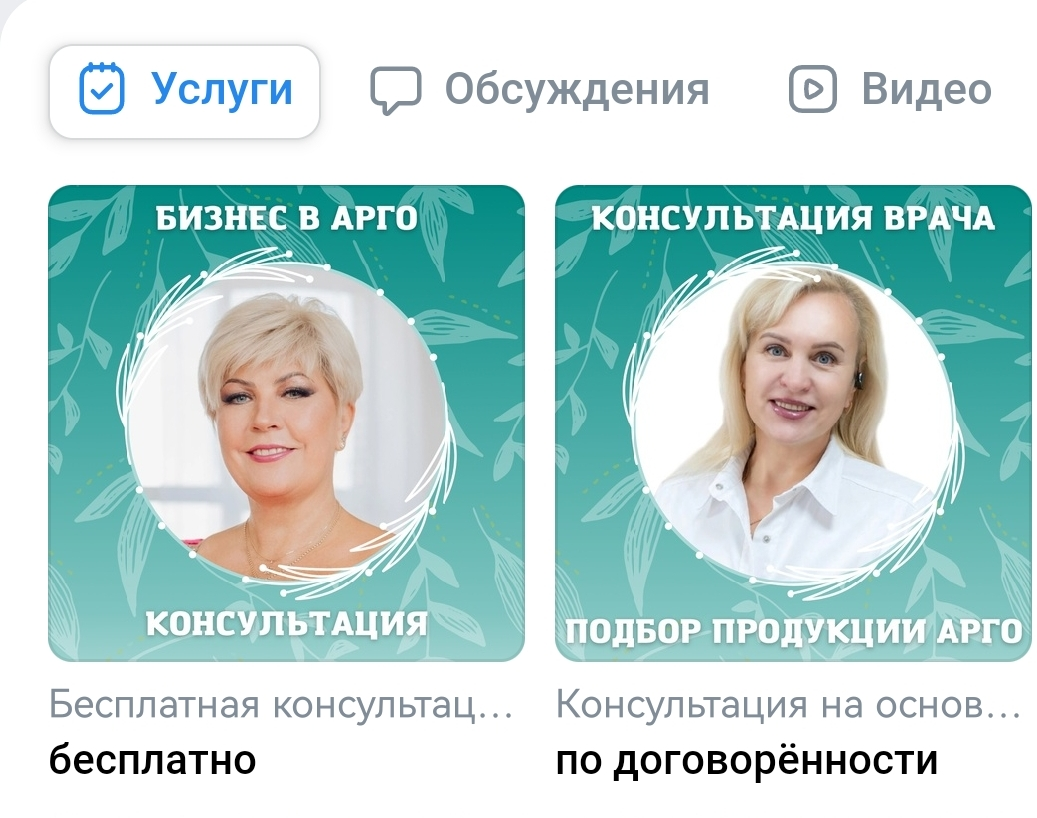 Услуги Обсуждения Видео
БИЗНЕС В АРГО
КОНСУЛЬТАЦИЯ
Бесплатная консультац...
бесплатно
КОНСУЛЬТАЦИЯ ВРАЧА
ПОДБОР ПРОДУКЦИИ АРГО
Консультация на основ...
по договорённости